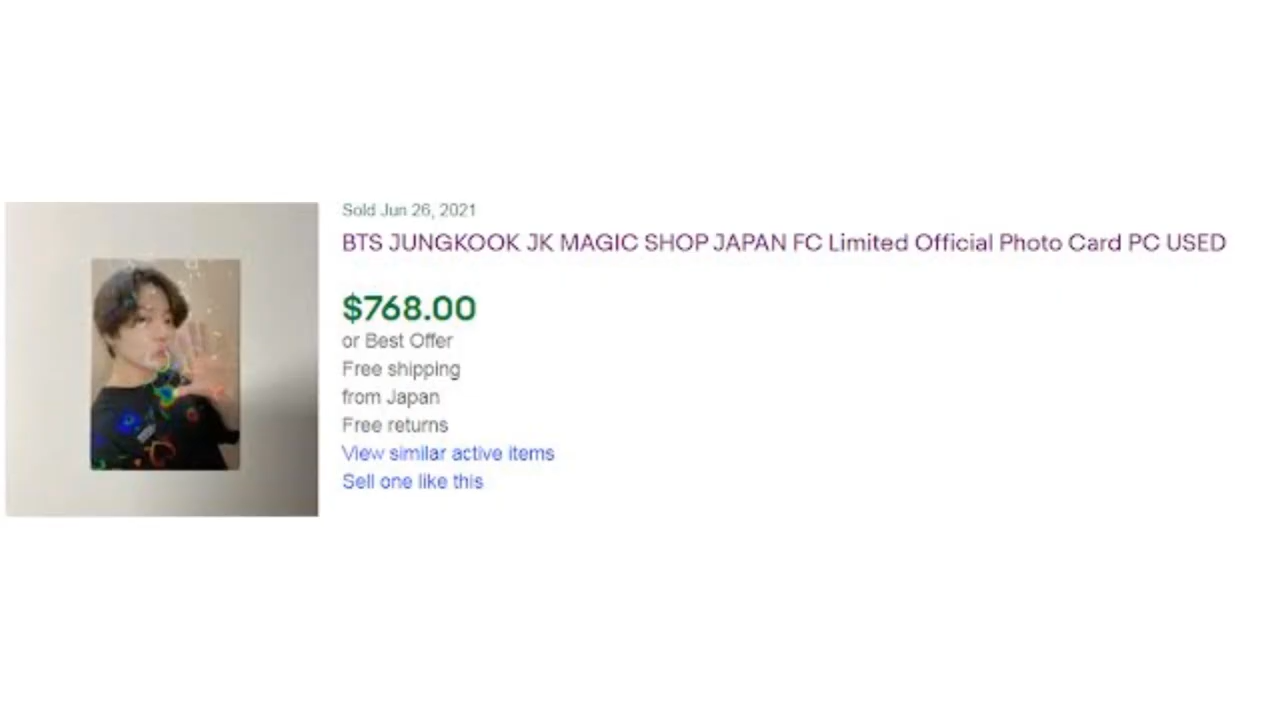 Sold Jun 26, 2021
BTS JUNGKOOK JK MAGIC SHOP JAPAN FC Limited Official Photo Card PC USED
$768.00
or Best Offer
Free shipping
from Japan
Free returns
View similar active items
Sell one like this